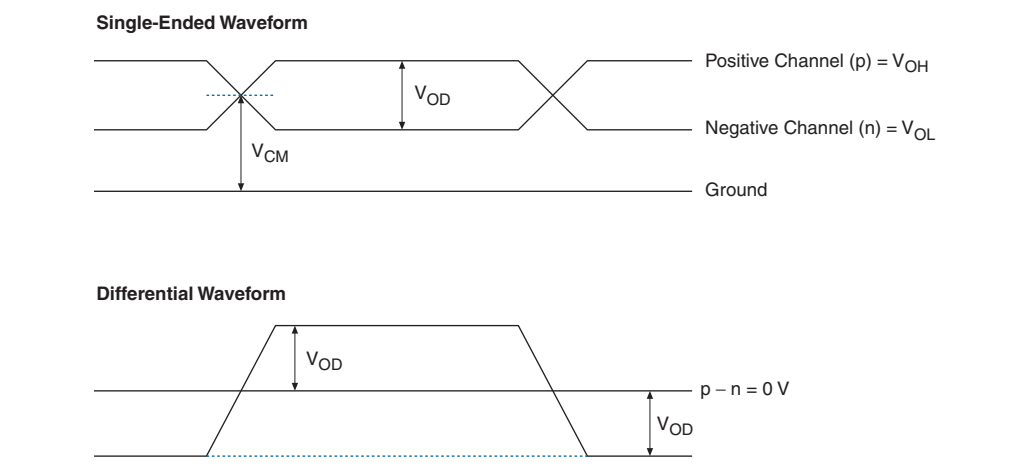 Single-Ended Waveform
Positive Channel (p) = VOH
VOD
Negative Channel (n) = VOL
VCM
Ground
Differential Waveform
VOD
p – n = 0 V
VOD